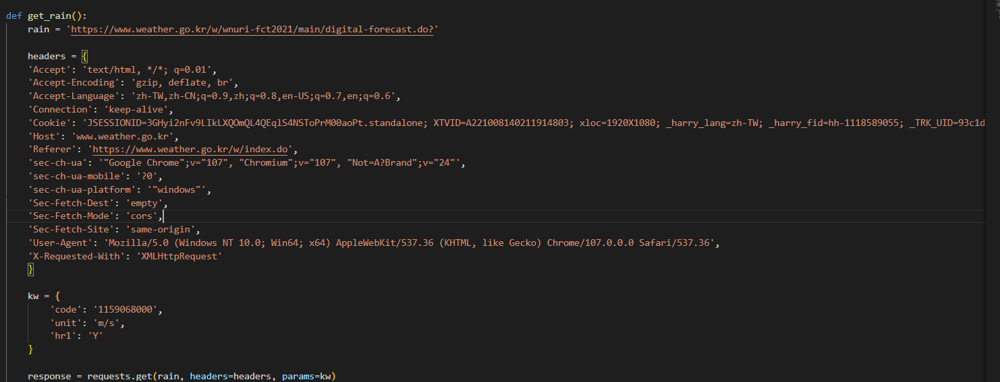 def get_rain():
rain = 'https://www.weather.go.kr/w/wnuri-fct2021/main/digital-forecast.do?'
headers = {
'Accept': 'text/html, */*; q=0.01',
'Accept-Encoding': 'gzip, deflate, br',
'Accept-Language': 'zh-TW,zh-CN;q=0.9,zh;q=0.8,en-US;q=0.7,en;q=0.6',
'Connection': 'keep-alive',
'Cookie': 'JSESSIONID=3GHyi2nFv9LIkLXQOmQL4QEqlS4NSToPrM00aoPt.standalone; XTVID=A221008140211914803; xloc=1920X1080; _harry_lang=zh-TW; _harry_fid=hh-1118589055; _TRK_UID=93c1d
'Host': 'www.weather.go.kr',
'Referer': 'https://www.weather.go.kr/w/index.do',
'sec-ch-ua': '"Google Chrome";v="107", "Chromium";v="107", "Not=A?Brand";v="24"',
'sec-ch-ua-mobile': '?0',
'sec-ch-ua-platform': '"windows"',
'Sec-Fetch-Dest': 'empty',
'Sec-Fetch-Mode': 'cors',
'Sec-Fetch-Site': 'same-origin',
'User-Agent': 'Mozilla/5.0 (Windows NT 10.0; Win64; x64) AppleWebKit/537.36 (KHTML, like Gecko) Chrome/107.0.0.0 Safari/537.36',
'X-Requested-With': 'XMLHttpRequest'
}
kw = {
'code': '1159068000',
'unit': 'm/s',
'hr1': 'Y'
}
response = requests.get(rain, headers=headers, params=kw)